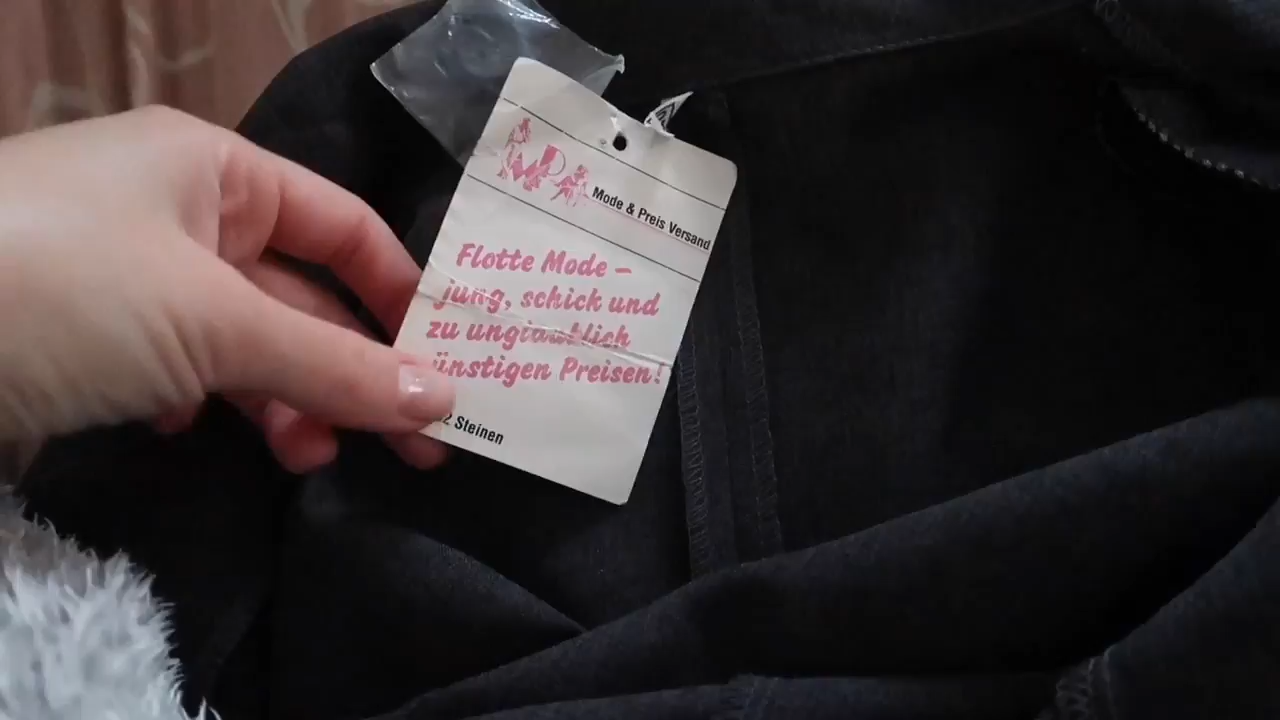 Mode & Preis Versand
Flotte Mode –
jung, schick und
zu unglaublich
Preisen!
Steinen